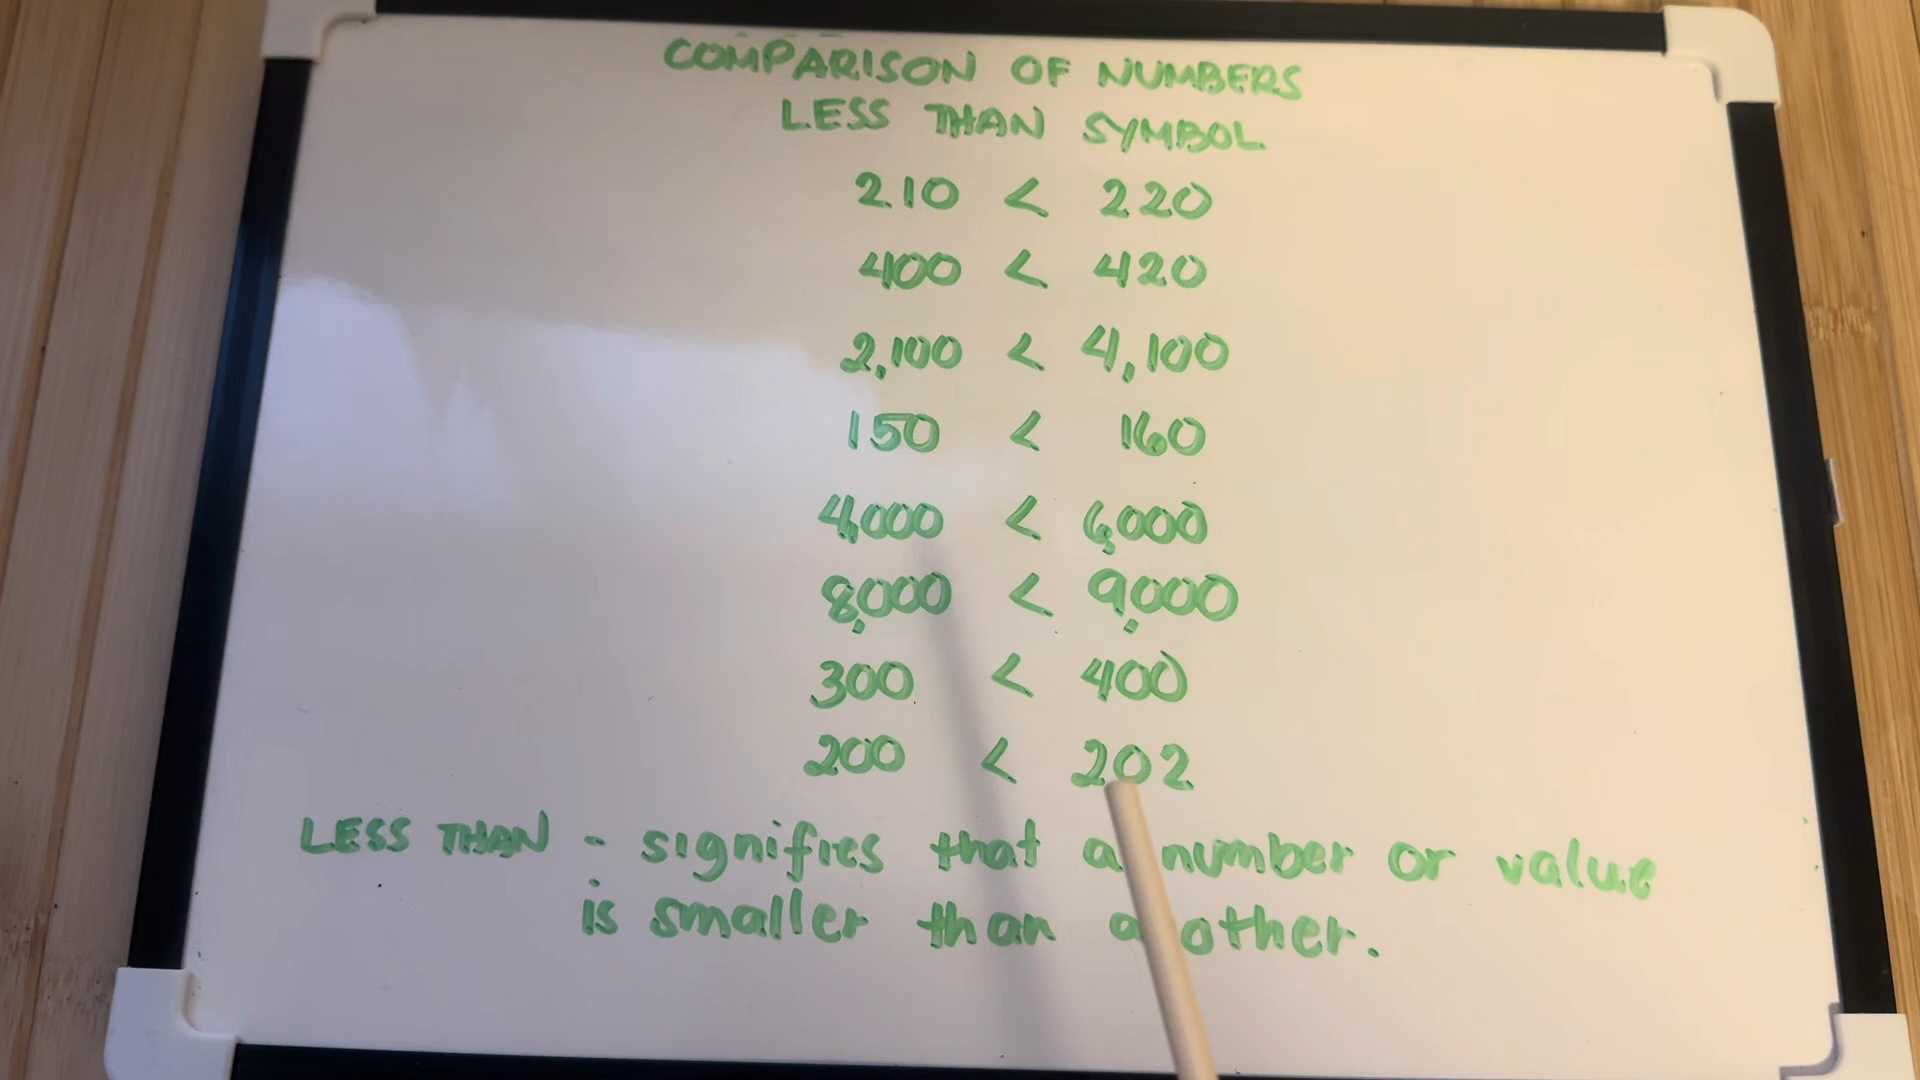 COMPARISON OF NUMBERS
LESS THAN SYMBOL
210 < 220
400 < 420
2,100 < 4,100
150 < 160
4,000 < 6,000
8,000 < 9,000
300 < 400
200 < 202
LESS THAN - signifies that a number or value
is smaller than another.